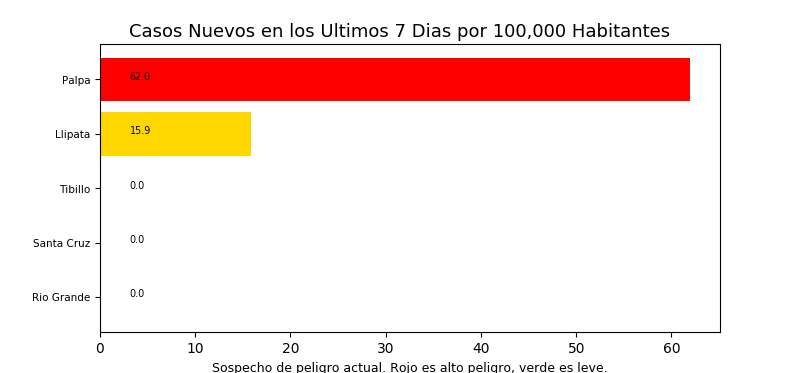 Casos Nuevos en los Ultimos 7 Dias por 100,000 Habitantes
Palpa 62.0
Llipata 15.9
Tibillo 0.0
Santa Cruz 0.0
Rio Grande 0.0
0 10 20 30 40 50 60
Sospecho de peligro actual. Rojo es alto peligro, verde es leve.